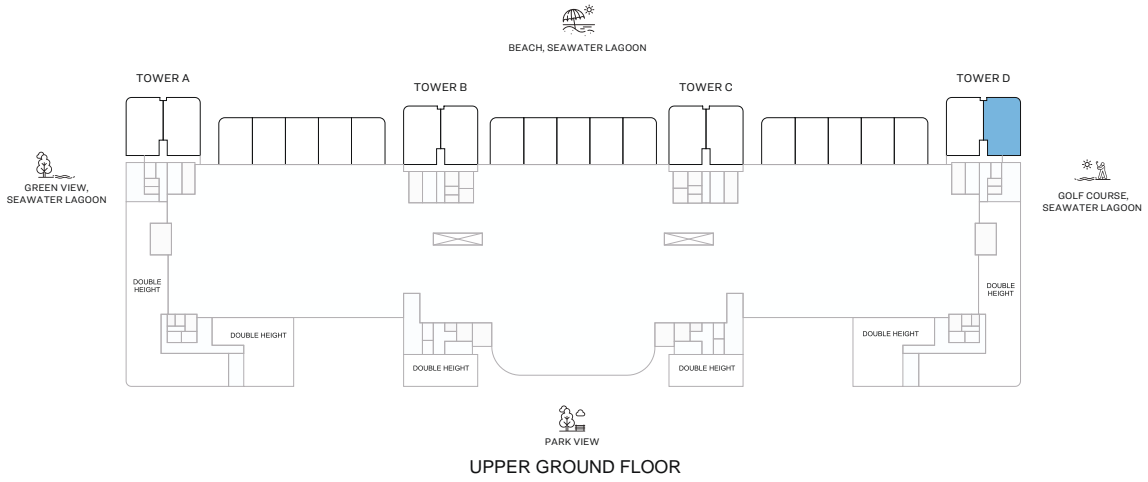 BEACH, SEAWATER LAGOON
TOWER A
TOWER B
TOWER C
TOWER D
GREEN VIEW,
SEAWATER LAGOON
GOLF COURSE,
SEAWATER LAGOON
DOUBLE
HEIGHT
DOUBLE
HEIGHT
DOUBLE HEIGHT
DOUBLE HEIGHT
DOUBLE HEIGHT
DOUBLE HEIGHT
PARK VIEW
UPPER GROUND FLOOR